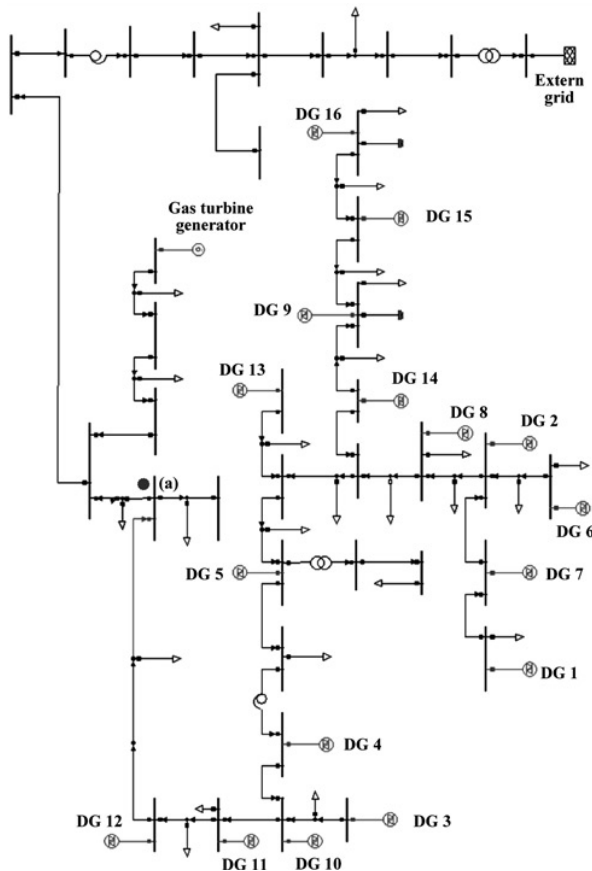 Extern
grid
DG 16
Gas turbine
generator
DG 15
DG 9
DG 13
DG 14
DG 8
DG 2
(a)
DG 6
DG 5
DG 7
DG 1
DG 4
DG 12
DG 3
DG 11
DG 10